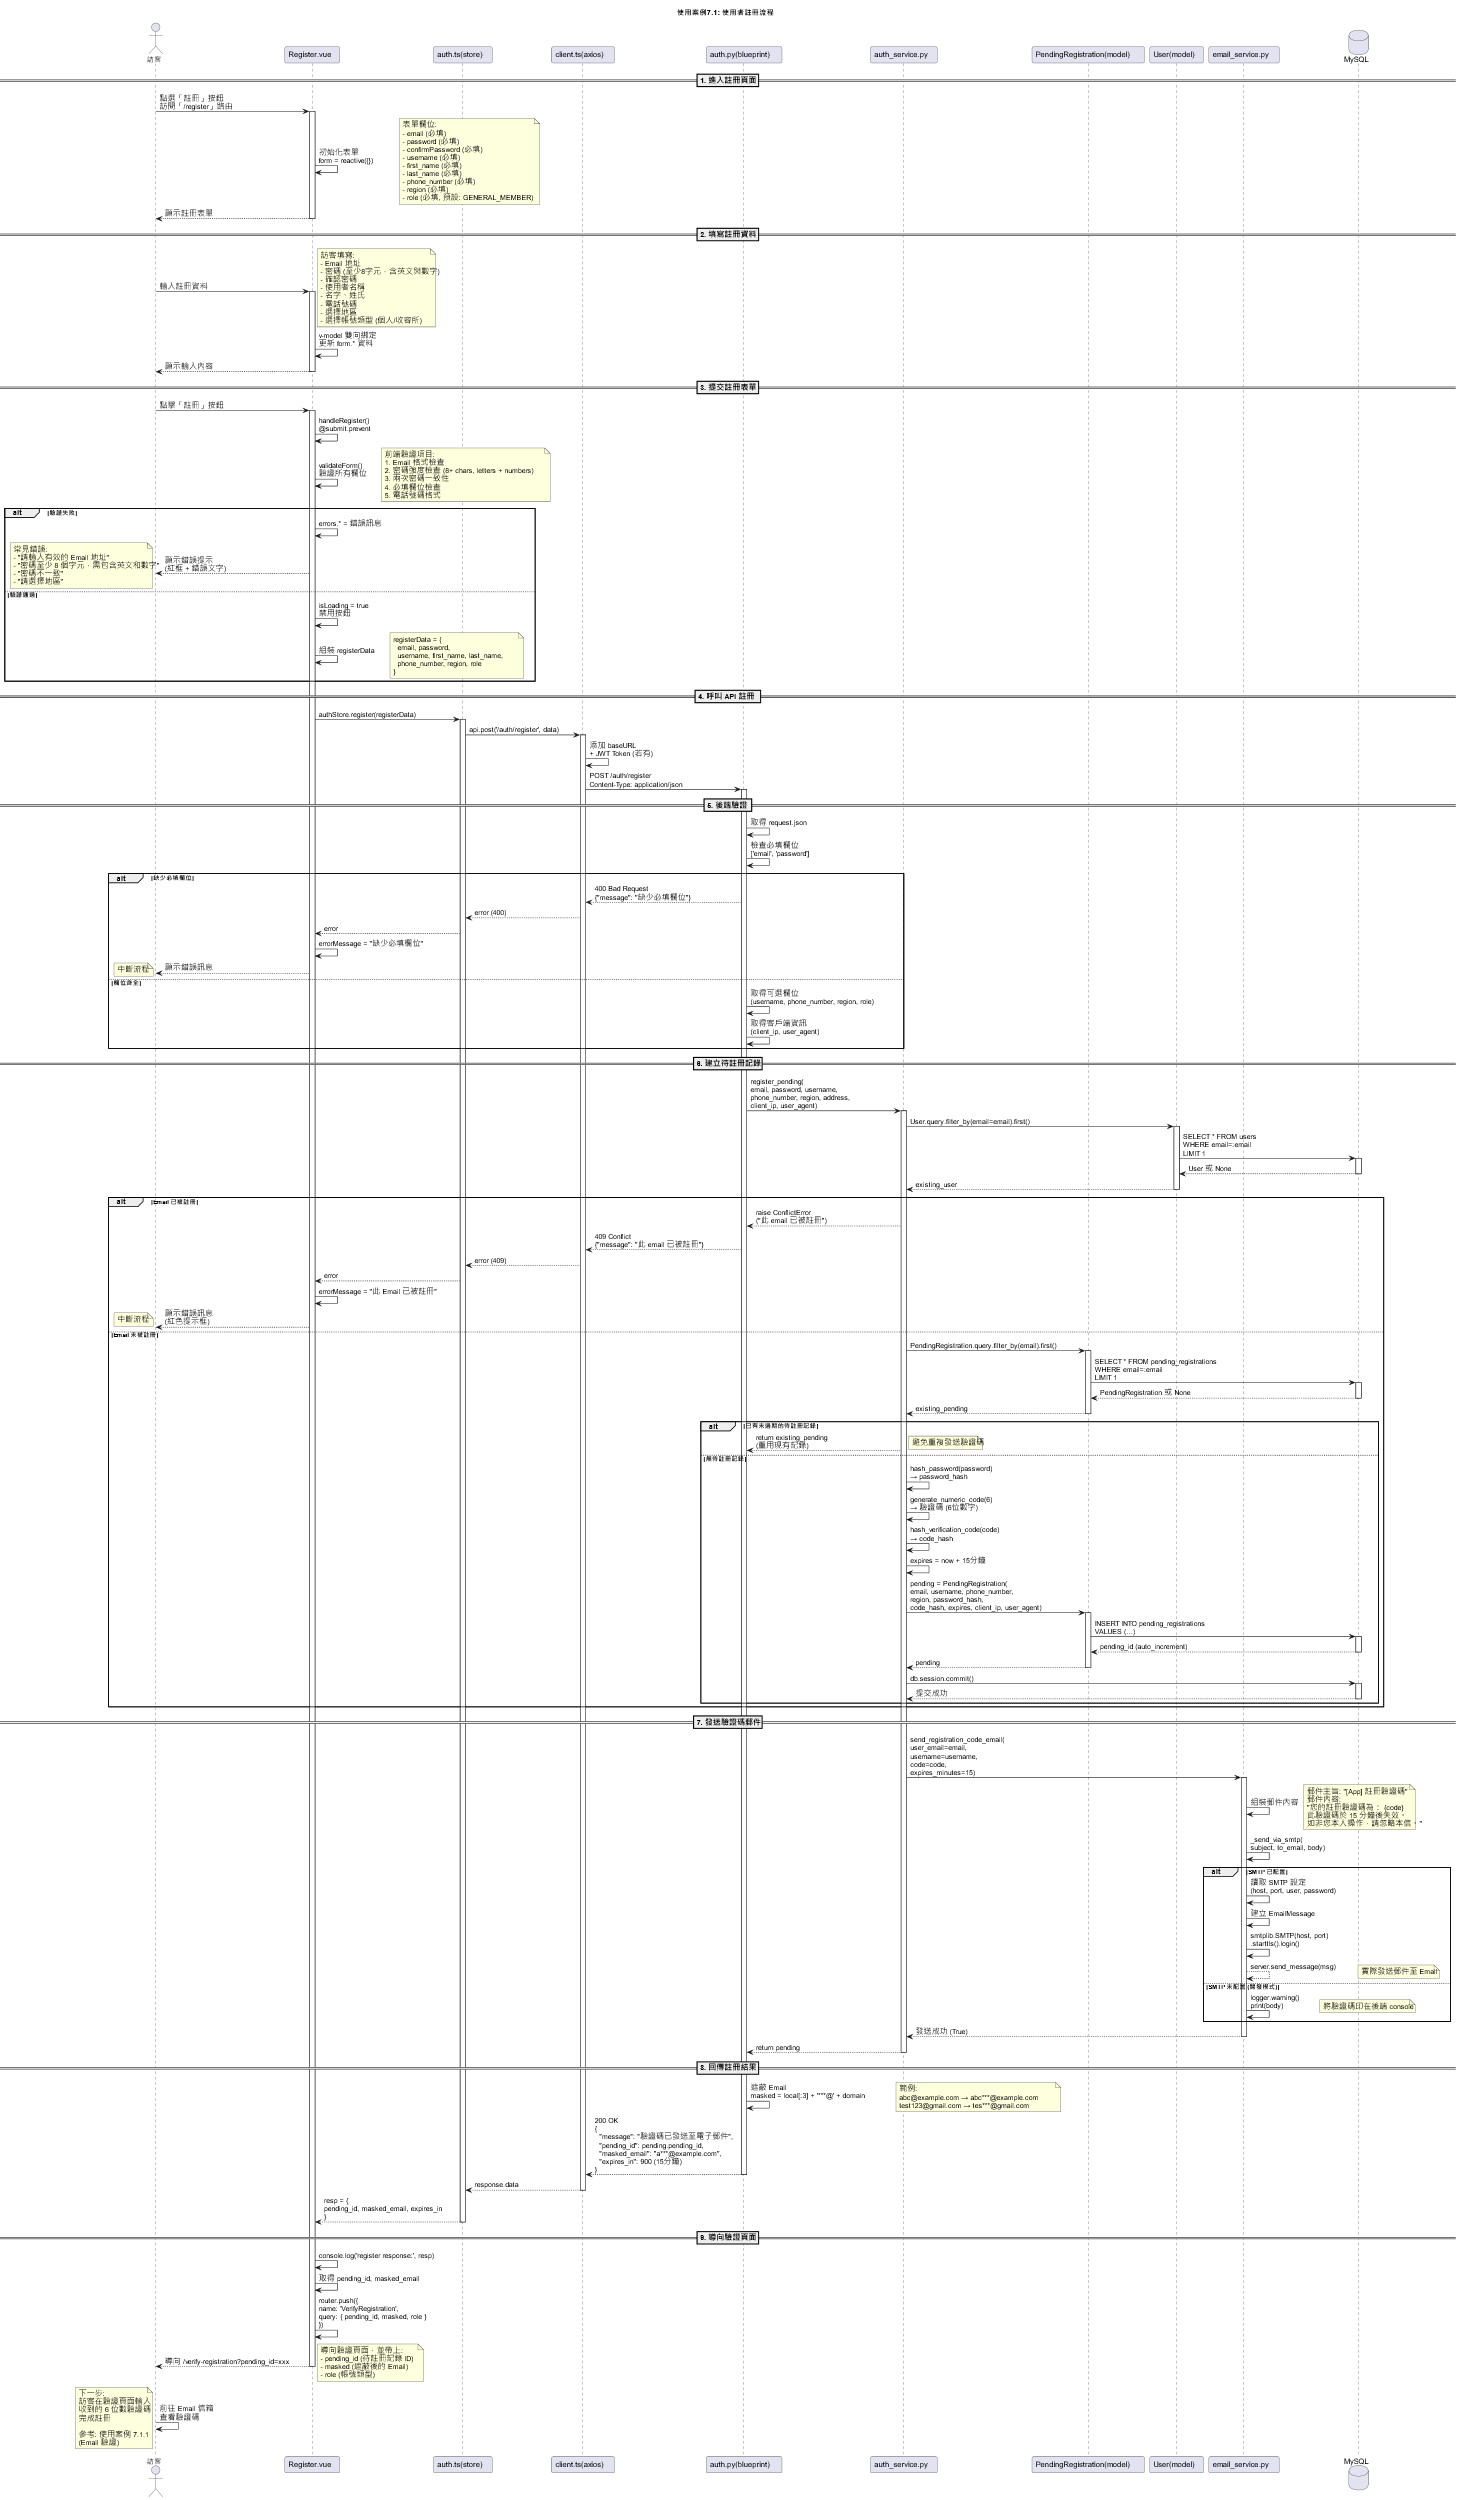 使用案例7.1: 使用者註冊流程
訪客
Register.vue
auth.ts(store)
client.ts(axios)
auth.py(blueprint)
auth_service.py
PendingRegistration(model)
User(model)
email_service.py
MySQL
1. 進入註冊頁面
點選「註冊」按鈕
訪問「/register」路由
初始化表單
form = reactive({})
表單欄位:
- email (必填)
- password (必填)
- confirmPassword (必填)
- username (必填)
- first_name (必填)
- last_name (必填)
- phone_number (必填)
- region (必填)
- role (必填, 預設: GENERAL_MEMBER)
顯示註冊表單
2. 填寫註冊資料
輸入註冊資料
訪客填寫:
- Email 地址
- 密碼 (至少8字元，含英文與數字)
- 確認密碼
- 使用者名稱
- 名字、姓氏
- 電話號碼
- 選擇地區
- 選擇帳號類型 (個人/收容所)
v-model 雙向綁定
更新 form.* 資料
顯示輸入內容
3. 提交註冊表單
點擊「註冊」按鈕
handleRegister()
@submit.prevent
validateForm()
驗證所有欄位
前端驗證項目:
1. Email 格式檢查
2. 密碼強度檢查 (8+ chars, letters + numbers)
3. 兩次密碼一致性
4. 必填欄位檢查
5. 電話號碼格式
alt [驗證失敗]
errors.* = 錯誤訊息
常見錯誤:
- "請輸入有效的 Email 地址"
- "密碼至少 8 個字元，需包含英文和數字"
- "密碼不一致"
- "請選擇地區"
顯示錯誤提示
(紅框 + 錯誤文字)
[驗證通過]
isLoading = true
禁用按鈕
組裝 registerData
registerData = {
email, password,
username, first_name, last_name,
phone_number, region, role
}
4. 呼叫 API 註冊
authStore.register(registerData)
api.post('/auth/register', data)
添加 baseURL
+ JWT Token (若有)
POST /auth/register
Content-Type: application/json
5. 後端驗證
取得 request.json
檢查必填欄位
['email', 'password']
alt [缺少必填欄位]
400 Bad Request
{"message": "缺少必填欄位"}
error (400)
error
errorMessage = "缺少必填欄位"
中斷流程
顯示錯誤訊息
[欄位齊全]
取得可選欄位
(username, phone_number, region, role)
取得客戶端資訊
(client_ip, user_agent)
6. 建立待註冊記錄
register_pending(
email, password, username,
phone_number, region, address,
client_ip, user_agent)
User.query.filter_by(email=email).first()
SELECT * FROM users
WHERE email=:email
LIMIT 1
User 或 None
existing_user
alt [Email 已被註冊]
raise ConflictError
("此 email 已被註冊")
409 Conflict
{"message": "此 email 已被註冊"}
error (409)
error
errorMessage = "此 Email 已被註冊"
中斷流程
顯示錯誤訊息
(紅色提示框)
[Email 未被註冊]
PendingRegistration.query.filter_by(email).first()
SELECT * FROM pending_registrations
WHERE email=:email
LIMIT 1
PendingRegistration 或 None
existing_pending
alt [已有未過期的待註冊記錄]
return existing_pending
(重用現有記錄)
避免重複發送驗證碼
[無待註冊記錄]
hash_password(password)
→ password_hash
generate_numeric_code(6)
→ 驗證碼 (6位數字)
hash_verification_code(code)
→ code_hash
expires = now + 15分鐘
pending = PendingRegistration(
email, username, phone_number,
region, password_hash,
code_hash, expires, client_ip, user_agent)
INSERT INTO pending_registrations
VALUES (...)
pending_id (auto_increment)
pending
db.session.commit()
提交成功
7. 發送驗證碼郵件
send_registration_code_email(
user_email=email,
username=username,
code=code,
expires_minutes=15)
組裝郵件內容
郵件主旨: "[App] 註冊驗證碼"
郵件內容:
"您的註冊驗證碼為： {code}
此驗證碼於 15 分鐘後失效。
如非您本人操作，請忽略本信。"
_send_via_smtp(
subject, to_email, body)
alt [SMTP 已配置]
讀取 SMTP 設定
(host, port, user, password)
建立 EmailMessage
smtplib.SMTP(host, port)
.starttls().login()
server.send_message(msg)
實際發送郵件至 Email
[SMTP 未配置(開發模式)]
logger.warning()
print(body)
將驗證碼印在後端 console
發送成功 (True)
return pending
8. 回傳註冊結果
遮蔽 Email
masked = local[:3] + '***@' + domain
範例:
abc@example.com → abc***@example.com
test123@gmail.com → tes***@gmail.com
200 OK
{
"message": "驗證碼已發送至電子郵件",
"pending_id": pending.pending_id,
"masked_email": "a***@example.com",
"expires_in": 900 (15分鐘)
}
response.data
resp = {
pending_id, masked_email, expires_in
}
9. 導向驗證頁面
console.log('register response:', resp)
取得 pending_id, masked_email
router.push({
name: 'VerifyRegistration',
query: { pending_id, masked, role }
})
導向 /verify-registration?pending_id=xxx
導向驗證頁面，並帶上:
- pending_id (待註冊記錄 ID)
- masked (遮蔽後的 Email)
- role (帳號類型)
下一步:
訪客在驗證頁面輸入
收到的 6 位數驗證碼
完成註冊
參考: 使用案例 7.1.1
(Email 驗證)
前往 Email 信箱
查看驗證碼
訪客
Register.vue
auth.ts(store)
client.ts(axios)
auth.py(blueprint)
auth_service.py
PendingRegistration(model)
User(model)
email_service.py
MySQL